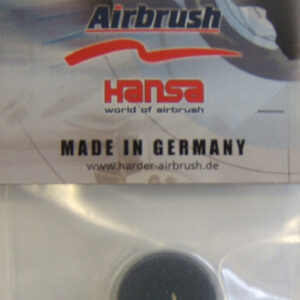 Airbrush
Hansa
world of airbrush
MADE IN GERMANY
www.harder-airbrush.de